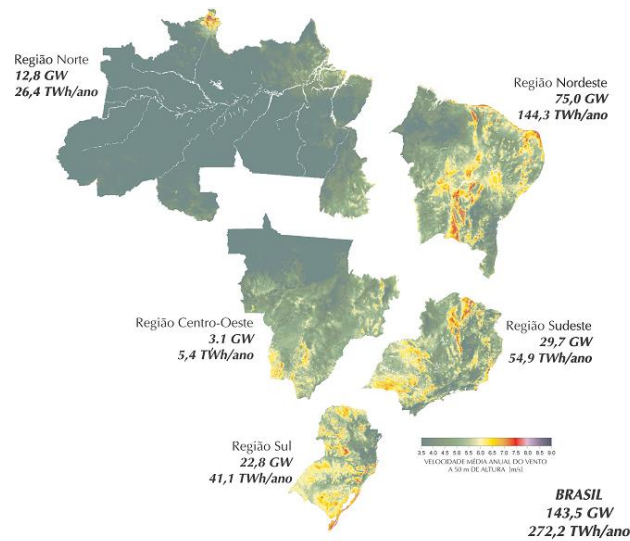 Região Norte
12,8 GW
26,4 TWh/ano
Região Nordeste
75,0 GW
144,3 TWh/ano
Região Centro-Oeste
3.1 GW
5,4 TWh/ano
Região Sudeste
29,7 GW
54,9 TWh/ano
Região Sul
22,8 GW
41,1 TWh/ano
3.5 4.0 4.5 5.0 5.5 6.0 6.5 7.0 7.5 8.0 8.5 9.0
VELOCIDADE MÉDIA ANUAL DO VENTO
A 50 m DE ALTURA [m/s]
BRASIL
143,5 GW
272,2 TWh/ano